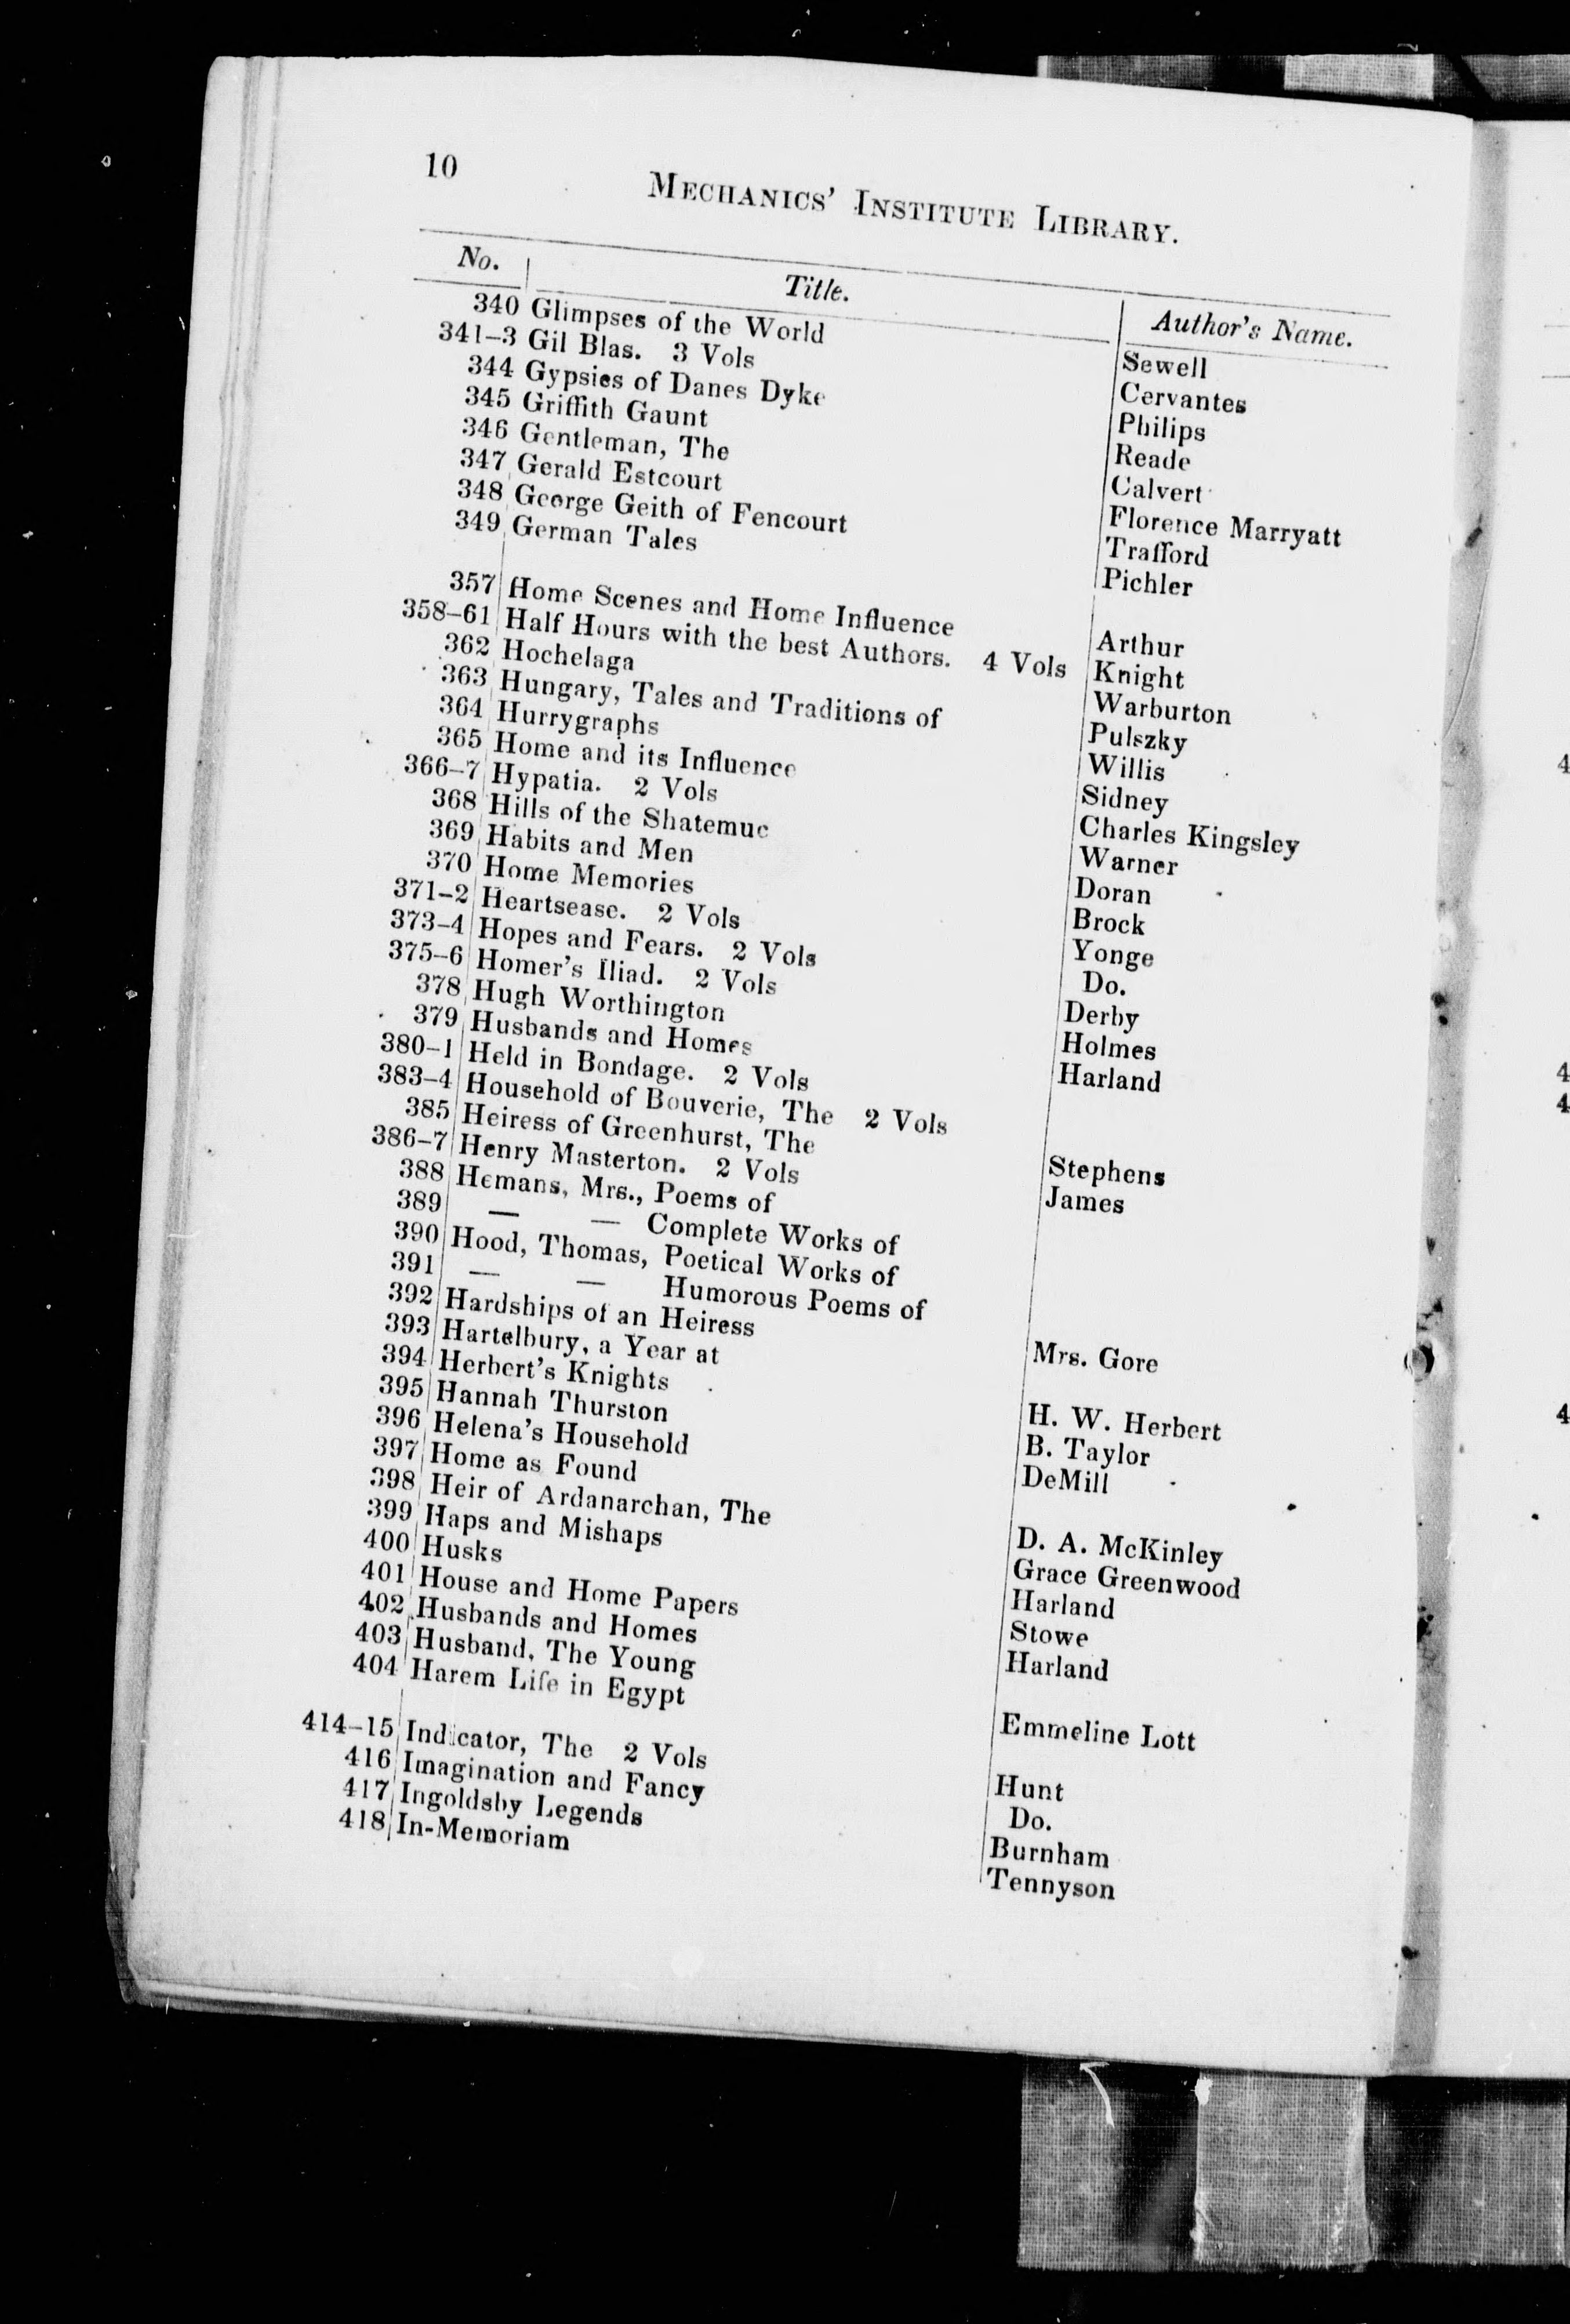 10
MECHANICS' INSTITUTE LIBRARY.
No. Title. Author's Name.
340 Glimpses of the World Sewell
341-3 Gil Blas. 3 Vols Cervantes
344 Gypsies of Danes Dyke Philips
345 Griffith Gaunt Reade
346 Gentleman, The Calvert
347 Gerald Estcourt Florence Marryatt
348 George Geith of Fencourt Trafford
349 German Tales Pichler
357 Home Scenes and Home Influence Arthur
358-61 Half Hours with the best Authors. 4 Vols Knight
362 Hochelaga Warburton
363 Hungary, Tales and Traditions of Pulszky
364 Hurrygraphs Willis
365 Home and its Influence Sidney
366-7 Hypatia. 2 Vols Charles Kingsley
368 Hills of the Shatemuc Warner
369 Habits and Men Doran
370 Home Memories Brock
371-2 Heartsease. 2 Vols Yonge
373-4 Hopes and Fears. 2 Vols Do.
375-6 Homer's Iliad. 2 Vols Derby
378 Hugh Worthington Holmes
379 Husbands and Homes Harland
380-1 Held in Bondage. 2 Vols
383-4 Household of Bouverie, The 2 Vols
385 Heiress of Greenhurst, The Stephens
386-7 Henry Masterton. 2 Vols James
388 Hemans, Mrs., Poems of
389 — — Complete Works of
390 Hood, Thomas, Poetical Works of
391 — — Humorous Poems of
392 Hardships of an Heiress Mrs. Gore
393 Hartelbury, a Year at
394 Herbert's Knights H. W. Herbert
395 Hannah Thurston B. Taylor
396 Helena's Household DeMill
397 Home as Found
398 Heir of Ardanarchan, The D. A. McKinley
399 Haps and Mishaps Grace Greenwood
400 Husks Harland
401 House and Home Papers Stowe
402 Husbands and Homes Harland
403 Husband, The Young
404 Harem Life in Egypt Emmeline Lott
414-15 Indicator, The 2 Vols Hunt
416 Imagination and Fancy Do.
417 Ingoldsby Legends Burnham
418 In-Memoriam Tennyson